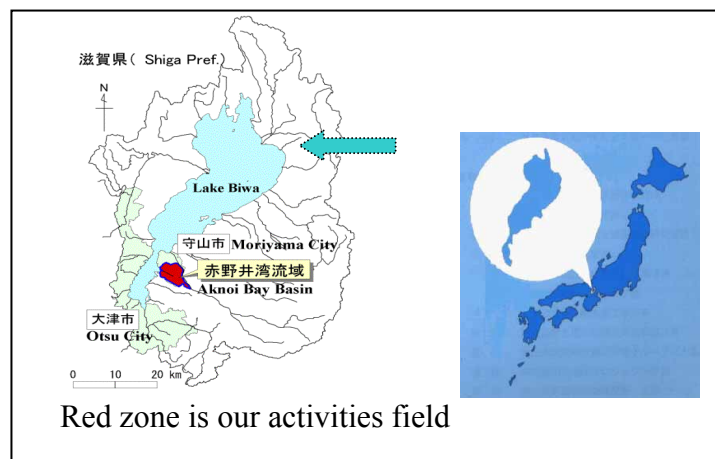 滋賀県( Shiga Pref.)
N
Lake Biwa
守山市 Moriyama City
赤野井湾流域
Aknoi Bay Basin
大津市
Otsu City
0 10 20 km
Red zone is our activities field